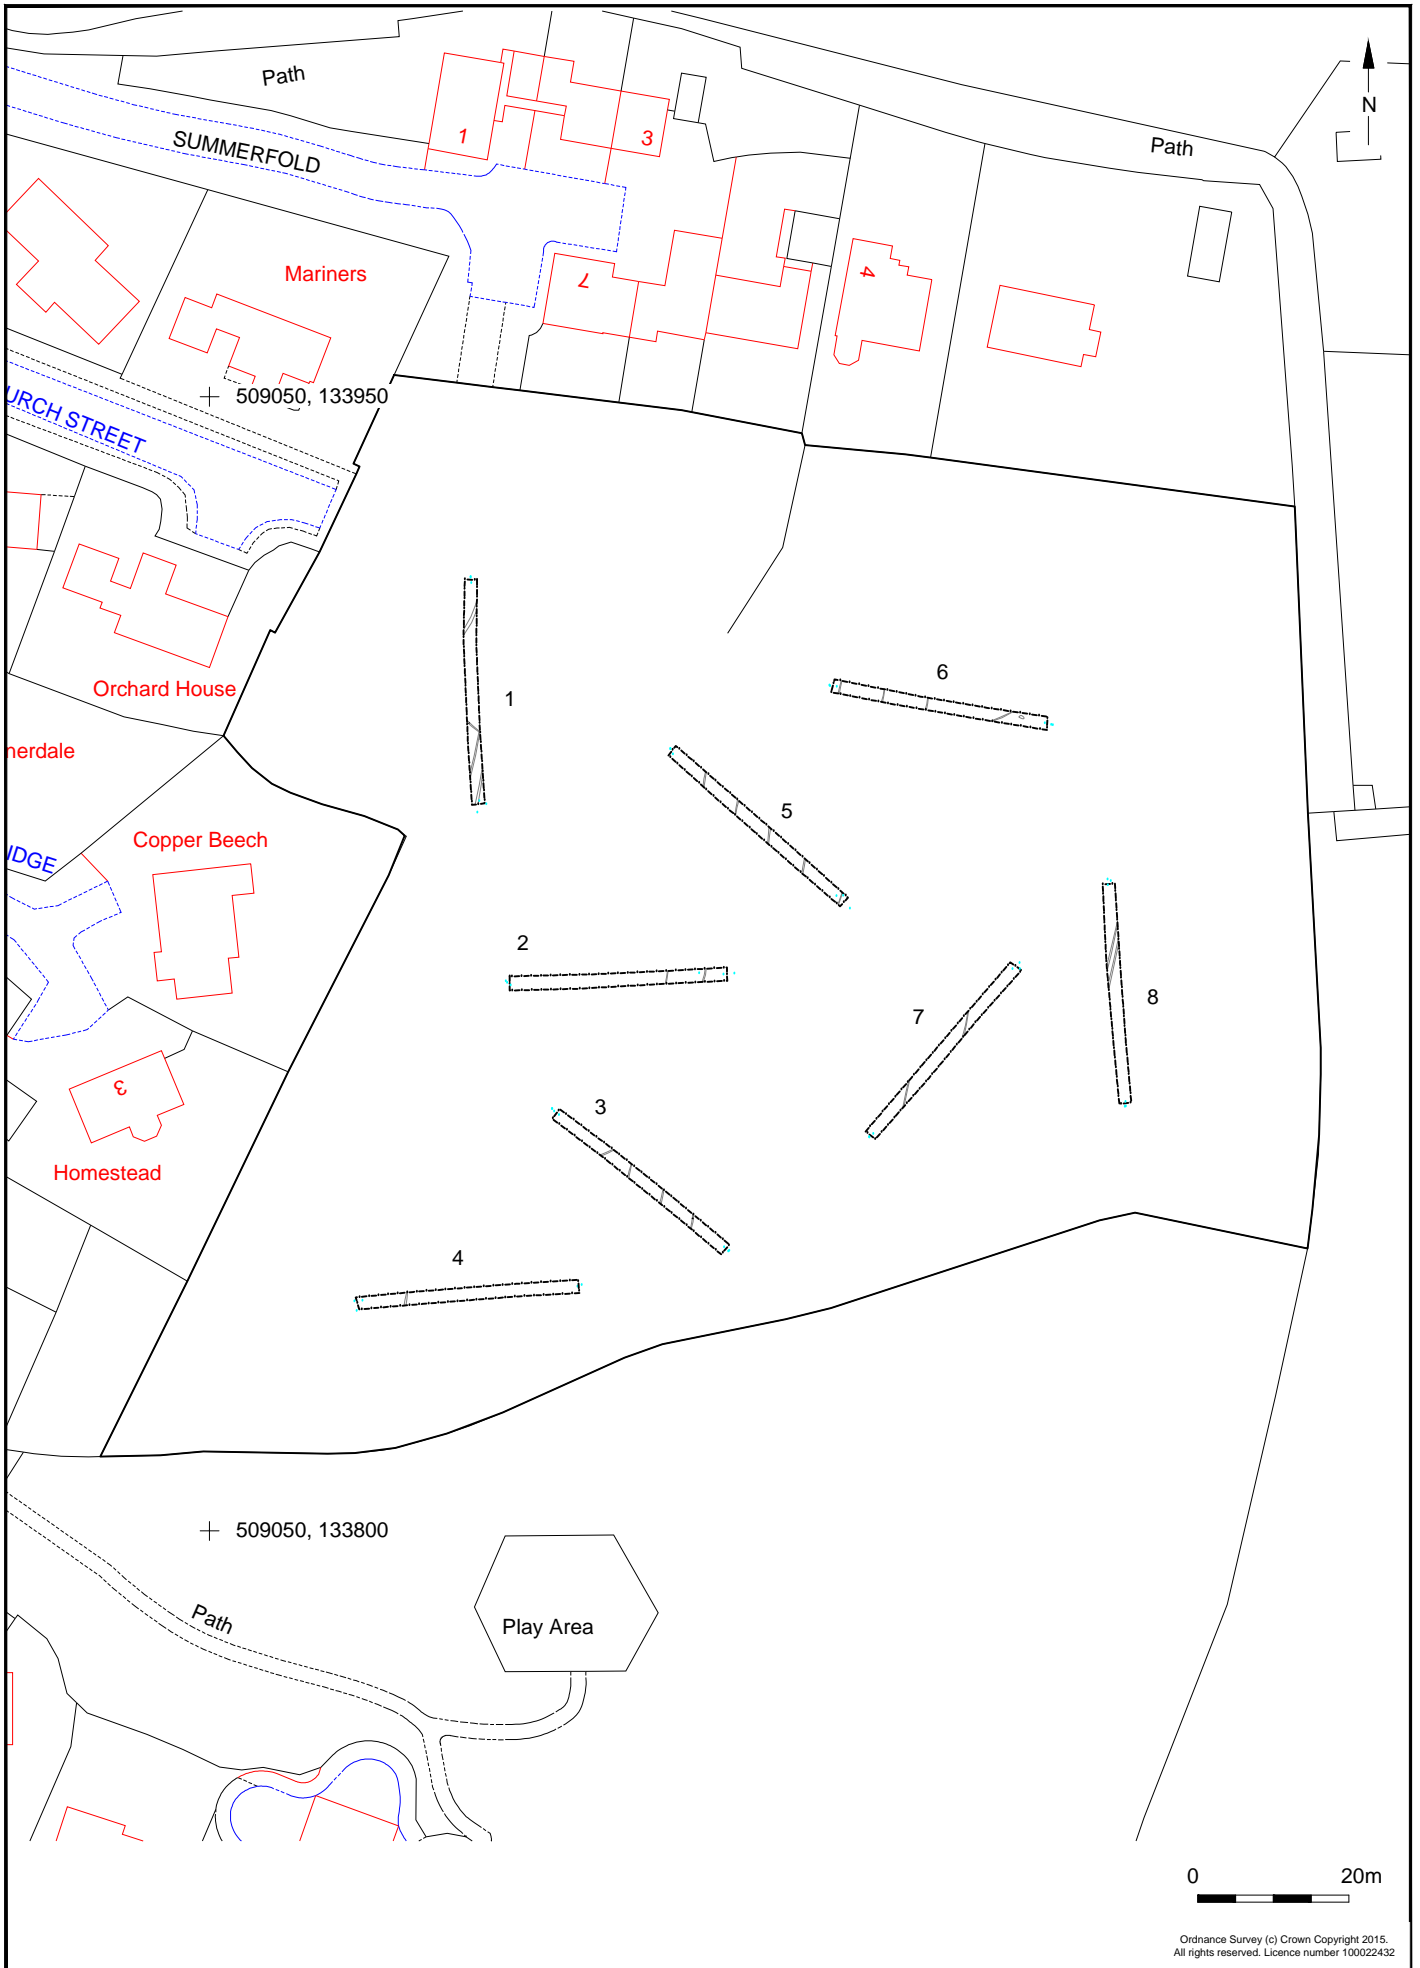 Path
N
SUMMERFOLD
1
3
Path
Mariners
7
4
509050, 133950
URCH STREET
Orchard House
1
6
nerdale
5
Copper Beech
IDGE
2
7
8
3
Homestead
3
4
509050, 133800
Path
Play Area
0 20m
Ordnance Survey (c) Crown Copyright 2015.
All rights reserved. Licence number 100022432